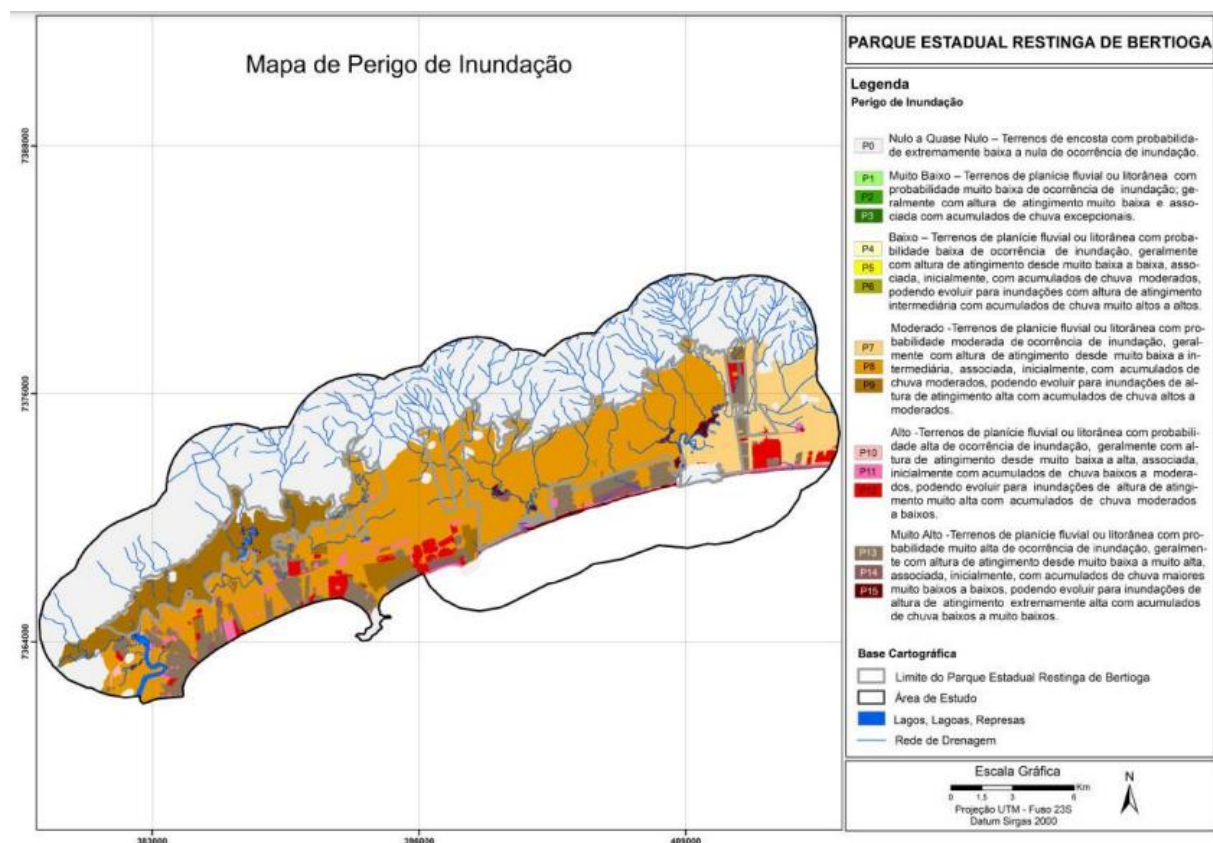 Mapa de Perigo de Inundação
7388000
7376000
7364000
383000
396000
409000
PARQUE ESTADUAL RESTINGA DE BERTIOGA
Legenda
Perigo de Inundação
P0
Nulo a Quase Nulo – Terrenos de encosta com probabilida-
de extremamente baixa a nula de ocorrência de inundação.
P1
P2
P3
Muito Baixo – Terrenos de planície fluvial ou litorânea com
probabilidade muito baixa de ocorrência de inundação; ge-
ralmente com altura de atingimento muito baixa e asso-
ciada com acumulados de chuva excepcionais.
P4
P5
P6
Baixo – Terrenos de planície fluvial ou litorânea com proba-
bilidade baixa de ocorrência de inundação, geralmente
com altura de atingimento desde muito baixa a baixa, asso-
ciada, inicialmente, com acumulados de chuva moderados,
podendo evoluir para inundações com altura de atingimento
intermediária com acumulados de chuva muito altos a altos.
P7
P8
P9
Moderado -Terrenos de planície fluvial ou litorânea com pro-
babilidade moderada de ocorrência de inundação, geral-
mente com altura de atingimento desde muito baixa a in-
termediária, associada, inicialmente, com acumulados de
chuva moderados, podendo evoluir para inundações de al-
tura de atingimento alta com acumulados de chuva altos a
moderados.
P10
P11
P12
Alto -Terrenos de planície fluvial ou litorânea com probabili-
dade alta de ocorrência de inundação, geralmente com al-
tura de atingimento desde muito baixa a alta, associada,
inicialmente com acumulados de chuva baixos a modera-
dos, podendo evoluir para inundações de altura de atingi-
mento muito alta com acumulados de chuva moderados
a baixos.
P13
P14
P15
Muito Alto -Terrenos de planície fluvial ou litorânea com pro-
babilidade muito alta de ocorrência de inundação, geralmen-
te com altura de atingimento desde muito baixa a muito alta,
associada, inicialmente, com acumulados de chuva maiores
muito baixos a baixos, podendo evoluir para inundações de
altura de atingimento extremamente alta com acumulados
de chuva baixos a muito baixos.
Base Cartográfica
Limite do Parque Estadual Restinga de Bertioga
Área de Estudo
Lagos, Lagoas, Represas
Rede de Drenagem
Escala Gráfica
Km
0 1,5 3 6
Projeção UTM - Fuso 23S
Datum Sirgas 2000
N